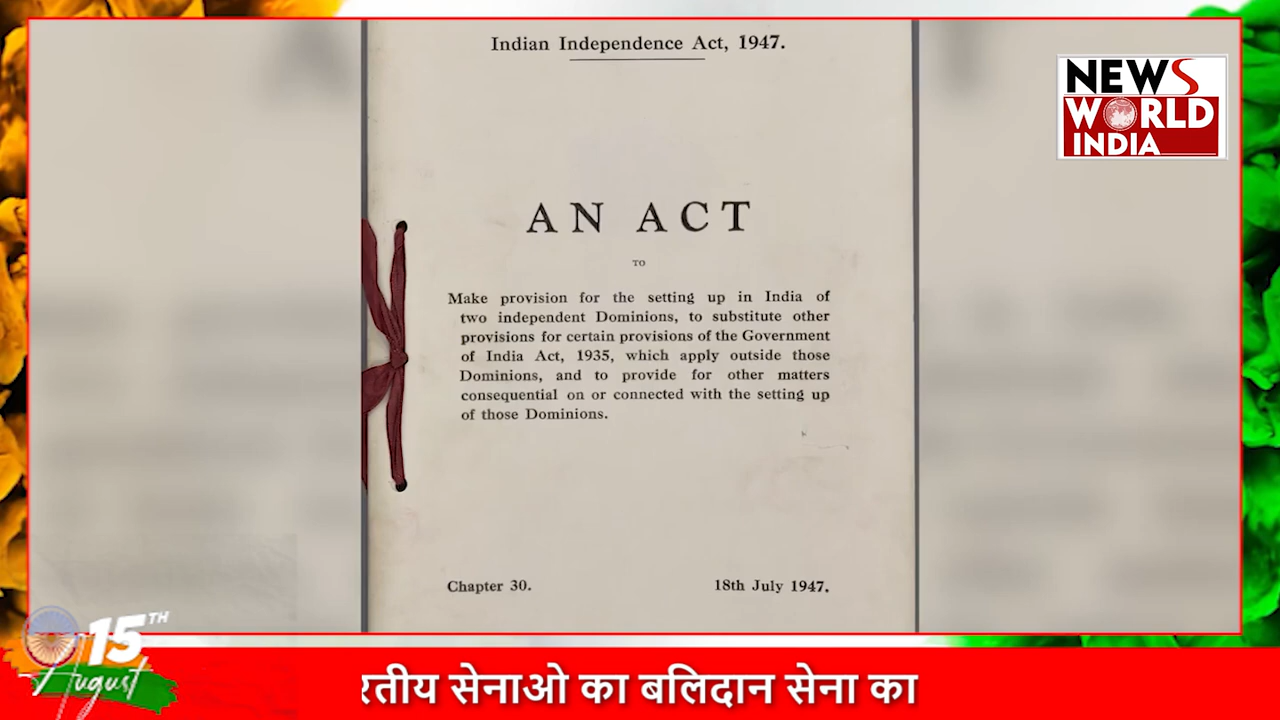 Indian Independence Act, 1947.
NEWS
WORLD
INDIA
AN ACT
TO
Make provision for the setting up in India of
two independent Dominions, to substitute other
provisions for certain provisions of the Government
of India Act, 1935, which apply outside those
Dominions, and to provide for other matters
consequential on or connected with the setting up
of those Dominions.
Chapter 30.
18th July 1947.
15TH
August
सेनाओ का बलिदान सेना का